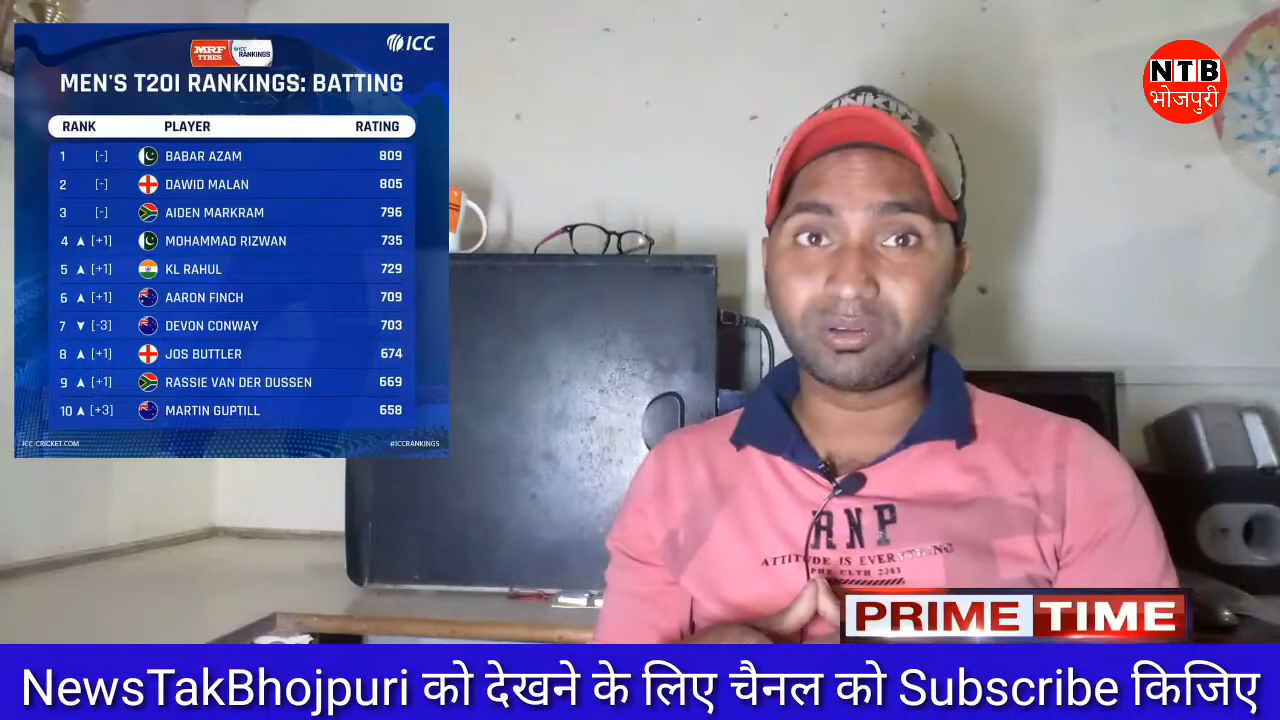 MRF TYRES ICC RANKINGS
ICC
MEN'S T20I RANKINGS: BATTING
RANK PLAYER RATING
1 [-] BABAR AZAM 809
2 [-] DAWID MALAN 805
3 [-] AIDEN MARKRAM 796
4 ▲ [+1] MOHAMMAD RIZWAN 735
5 ▲ [+1] KL RAHUL 729
6 ▲ [+1] AARON FINCH 709
7 ▼ [-3] DEVON CONWAY 703
8 ▲ [+1] JOS BUTTLER 674
9 ▲ [+1] RASSIE VAN DER DUSSEN 669
10 ▲ [+3] MARTIN GUPTILL 658
ICC-CRICKET.COM #ICCRANKINGS
NTB
भोजपुरी
RNP
ATTITUDE IS EVERYTHING
PRIME TIME
NewsTakBhojpuri को देखने के लिए चैनल को Subscribe किजिए